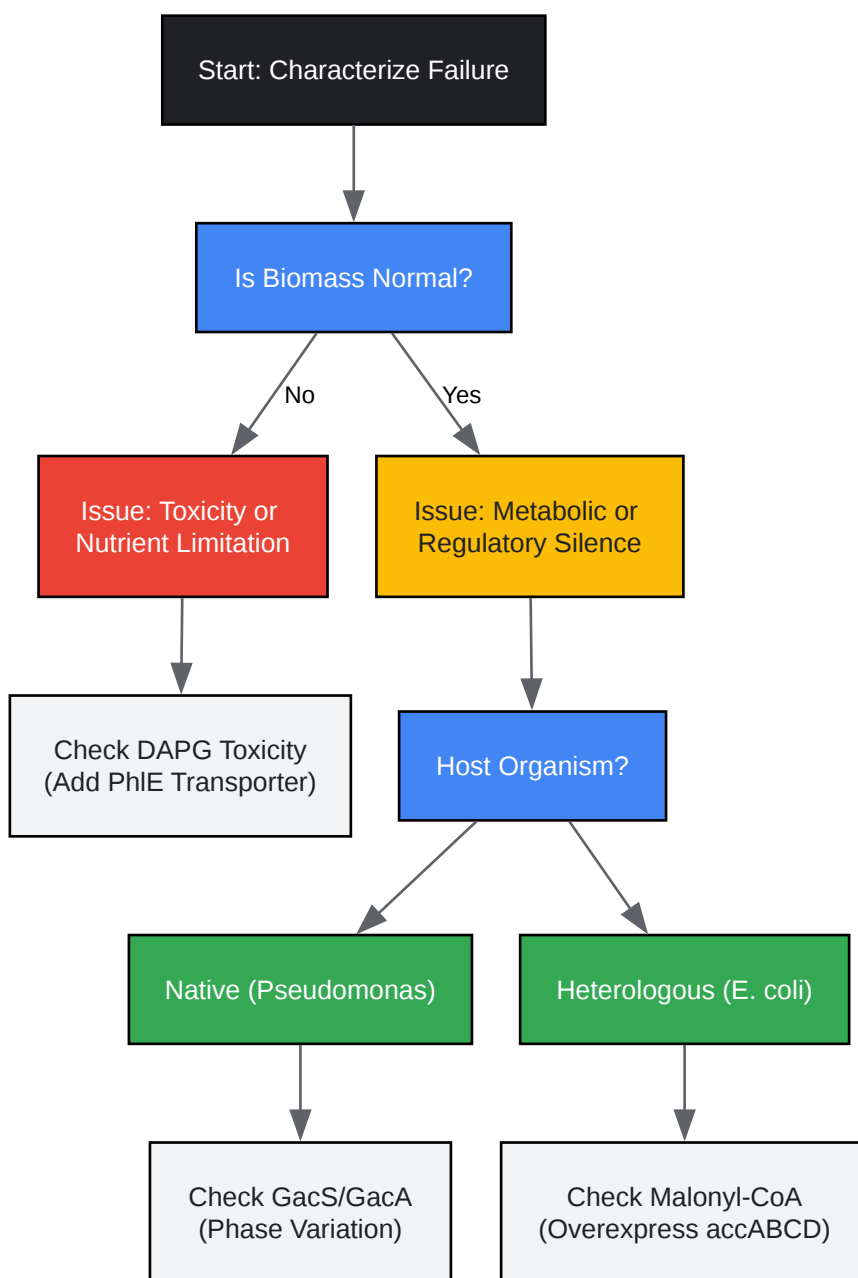 Start: Characterize Failure
Is Biomass Normal?
No
Yes
Issue: Toxicity or
Nutrient Limitation
Issue: Metabolic or
Regulatory Silence
Check DAPG Toxicity
(Add PhlE Transporter)
Host Organism?
Native (Pseudomonas)
Heterologous (E. coli)
Check GacS/GacA
(Phase Variation)
Check Malonyl-CoA
(Overexpress accABCD)